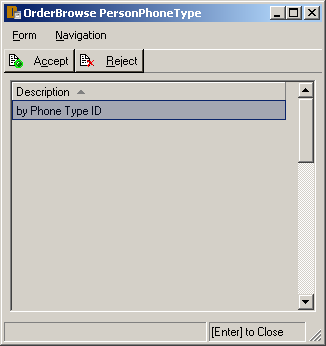 OrderBrowse PersonPhoneType
Form Navigation
Accept Reject
Description
by Phone Type ID
[Enter] to Close